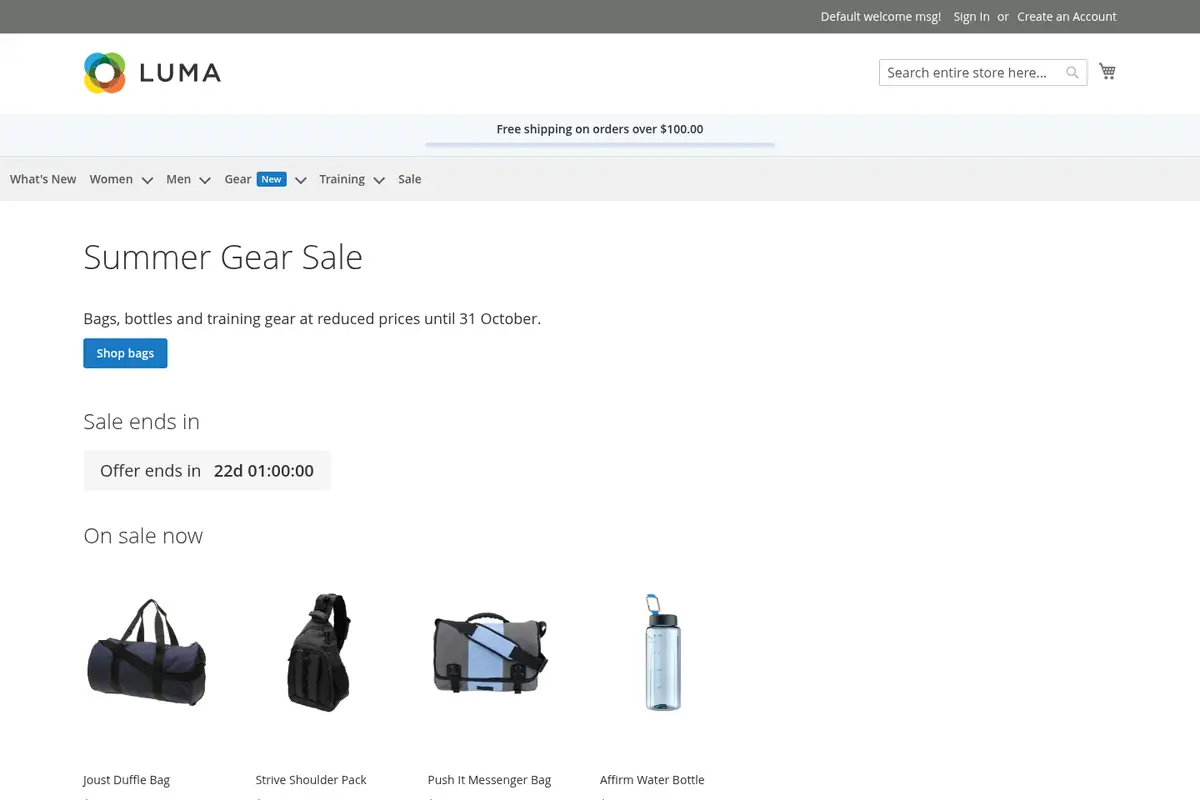 Default welcome msg! Sign In or Create an Account
LUMA
Search entire store here...
Free shipping on orders over $100.00
What's New Women Men Gear New Training Sale
Summer Gear Sale
Bags, bottles and training gear at reduced prices until 31 October.
Shop bags
Sale ends in
Offer ends in 22d 01:00:00
On sale now
Joust Duffle Bag Strive Shoulder Pack Push It Messenger Bag Affirm Water Bottle